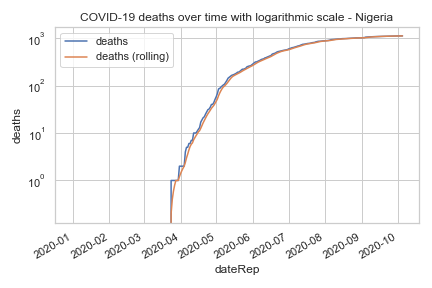 COVID-19 deaths over time with logarithmic scale - Nigeria
deaths
deaths (rolling)
10³
10²
10¹
10⁰
deaths
2020-01
2020-02
2020-03
2020-04
2020-05
2020-06
2020-07
2020-08
2020-09
2020-10
dateRep